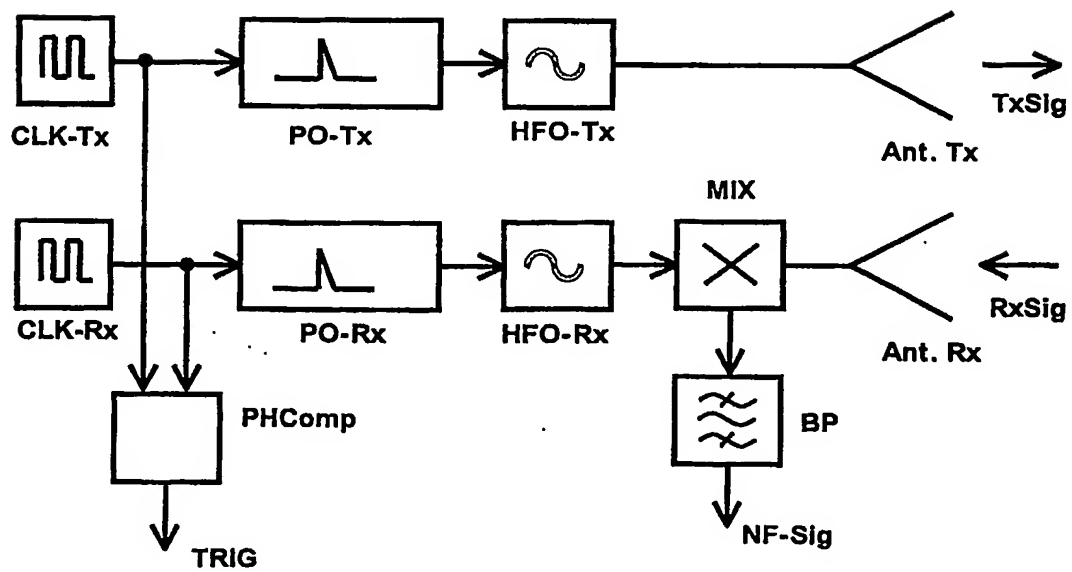 CLK-Tx
PO-Tx
HFO-Tx
Ant. Tx
TxSig
MIX
CLK-Rx
PO-Rx
HFO-Rx
Ant. Rx
RxSig
PHComp
BP
TRIG
NF-Sig